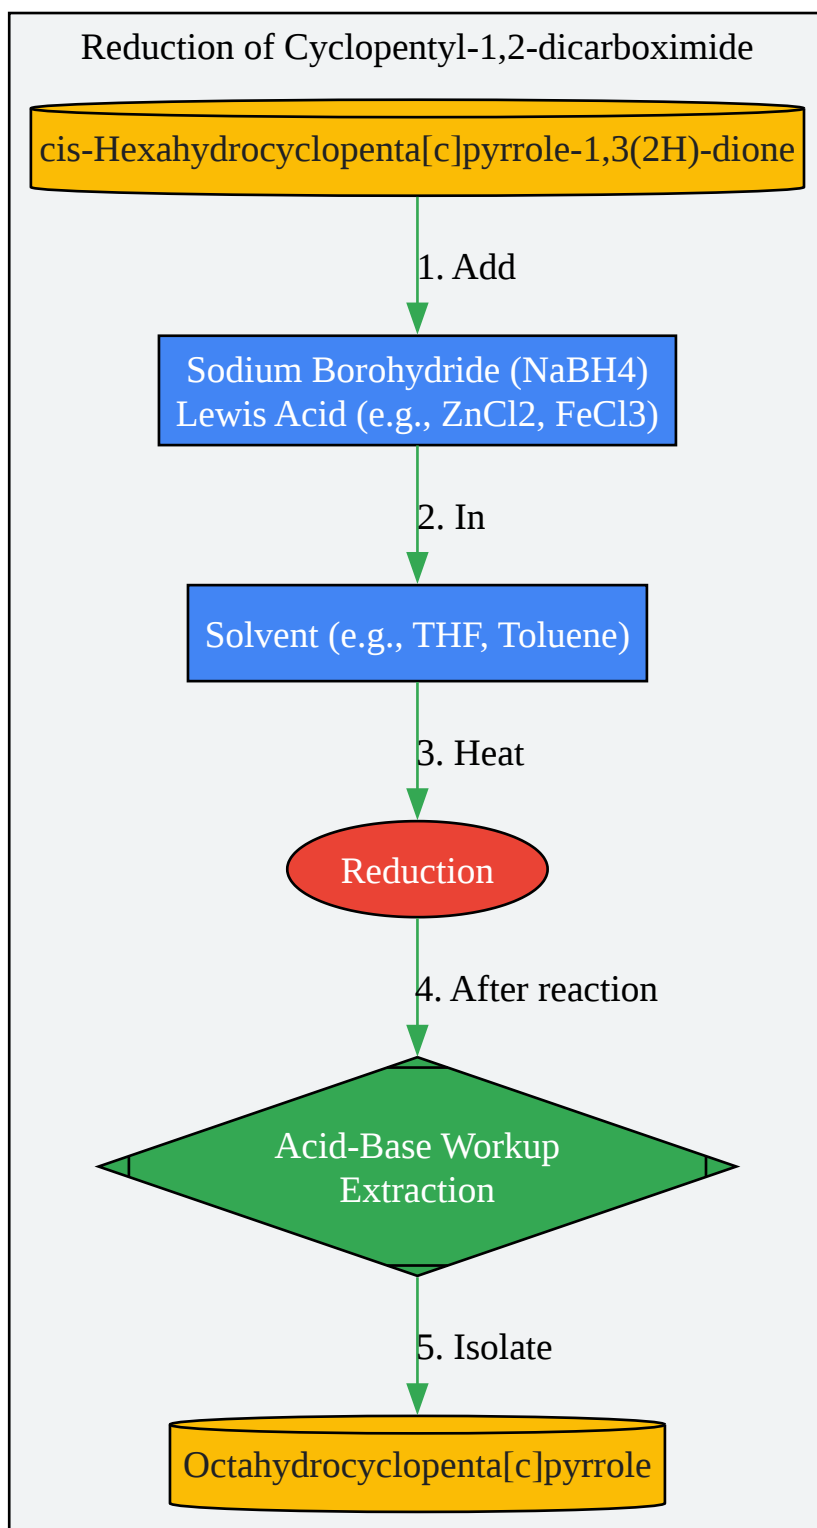 Reduction of Cyclopentyl-1,2-dicarboximide
cis-Hexahydrocyclopenta[c]pyrrole-1,3(2H)-dione
1. Add
Sodium Borohydride (NaBH4)
Lewis Acid (e.g., ZnCl2, FeCl3)
2. In
Solvent (e.g., THF, Toluene)
3. Heat
Reduction
4. After reaction
Acid-Base Workup
Extraction
5. Isolate
Octahydrocyclopenta[c]pyrrole